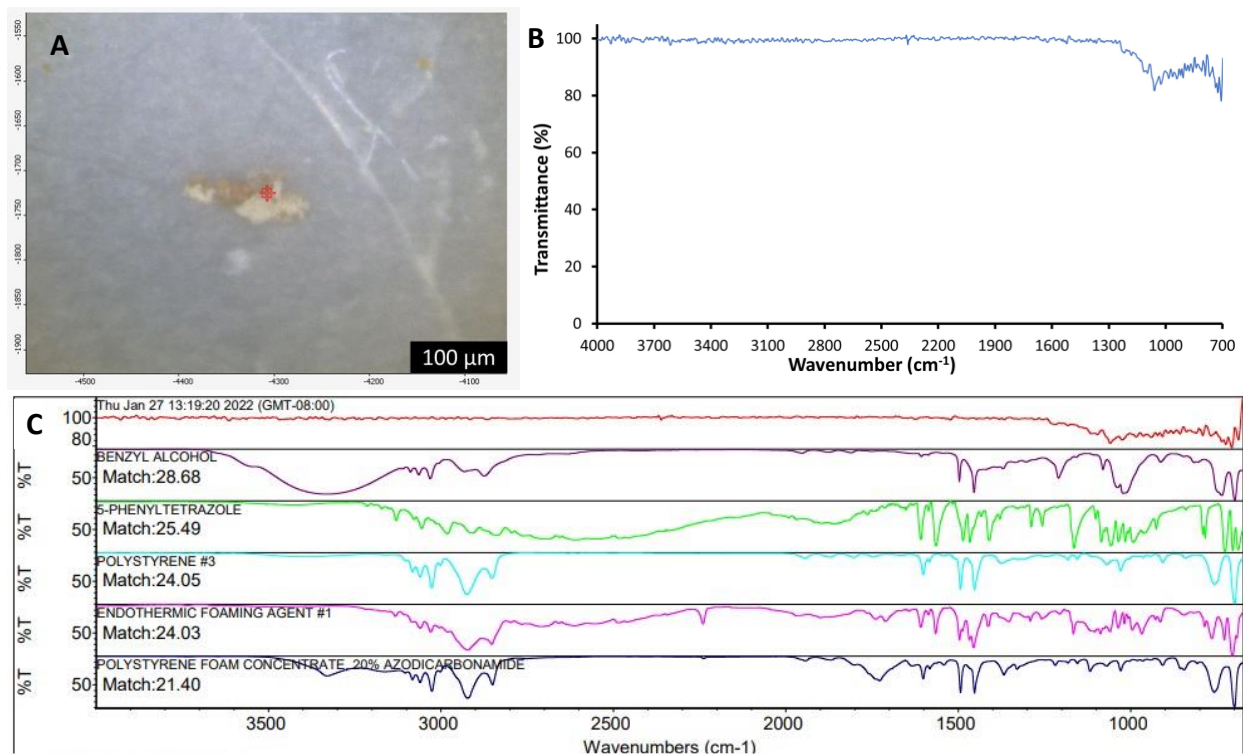 A
-1550
-1600
-1650
-1700
-1750
-1800
-1850
-1900
-4500
-4400
-4300
-4200
-4100
100 µm
B
Transmittance (%)
100
80
60
40
20
0
4000 3700 3400 3100 2800 2500 2200 1900 1600 1300 1000 700
Wavenumber (cm-1)
C
Thu Jan 27 13:19:20 2022 (GMT-08:00)
100
80
BENZYL ALCOHOL
Match:28.68
%T
50
5-PHENYLTETRAZOLE
Match:25.49
%T
50
POLYSTYRENE #3
Match:24.05
%T
50
ENDOTHERMIC FOAMING AGENT #1
Match:24.03
%T
50
POLYSTYRENE FOAM CONCENTRATE, 20% AZODICARBONAMIDE
Match:21.40
%T
50
3500 3000 2500 2000 1500 1000
Wavenumbers (cm-1)